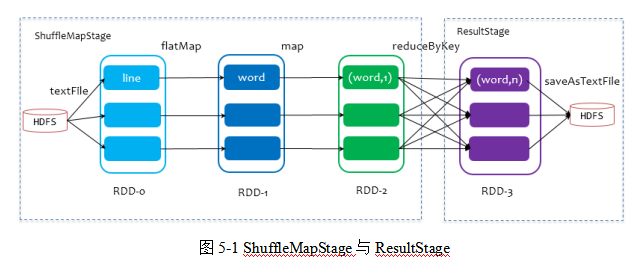 ShuffleMapStage
ResultStage
flatMap
map
reduceByKey
textFile
line
word
(word,1)
(word,n)
saveAsTextFile
HDFS
HDFS
RDD-0
RDD-1
RDD-2
RDD-3
图 5-1 ShuffleMapStage 与 ResultStage